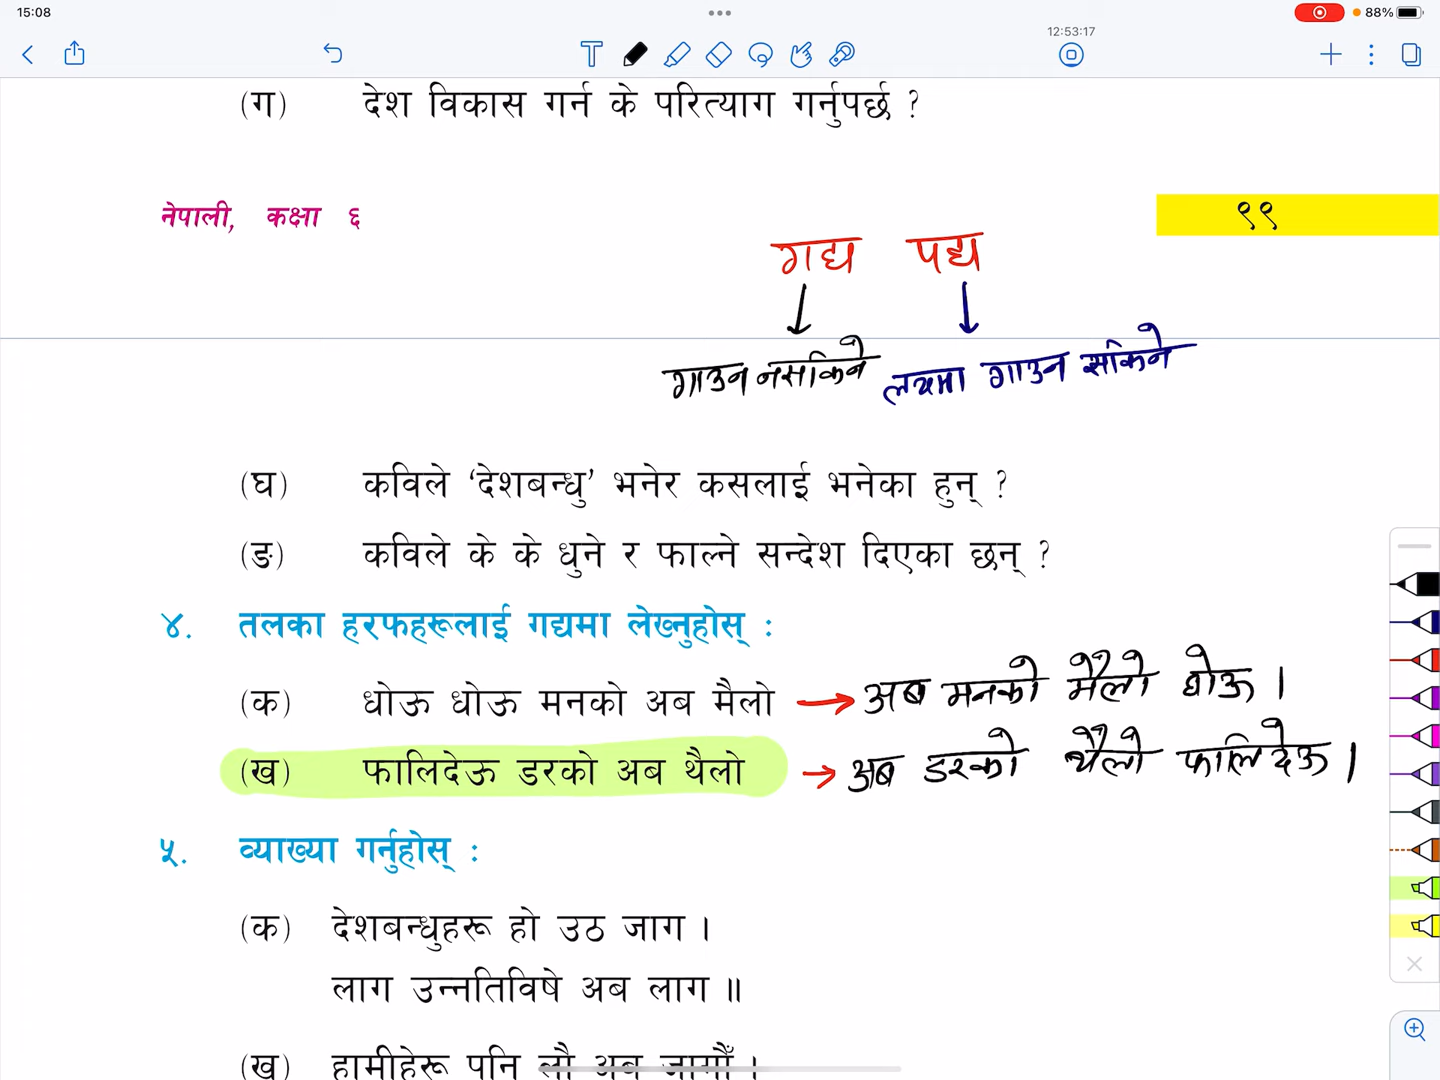 15:08
88%
12:53:17
(ग) देश विकास गर्न के परित्याग गर्नुपर्छ ?
नेपाली, कक्षा ६
९९
गद्य पद्य
गाउन नसकिने लयमा गाउन सकिने
(घ) कविले ‘देशबन्धु’ भनेर कसलाई भनेका हुन् ?
(ङ) कविले के के धुने र फाल्ने सन्देश दिएका छन् ?
४. तलका हरफहरूलाई गद्यमा लेख्नुहोस् :
(क) धोऊ धोऊ मनको अब मैलो → अब मनको मैलो धोऊ ।
(ख) फालिदेऊ डरको अब थैलो → अब डरको थैलो फालिदेऊ ।
५. व्याख्या गर्नुहोस् :
(क) देशबन्धुहरू हो उठ जाग ।
लाग उन्नतिविषे अब लाग ॥
(ख) हामीहेरू पनि लौ अब जागौँ ।